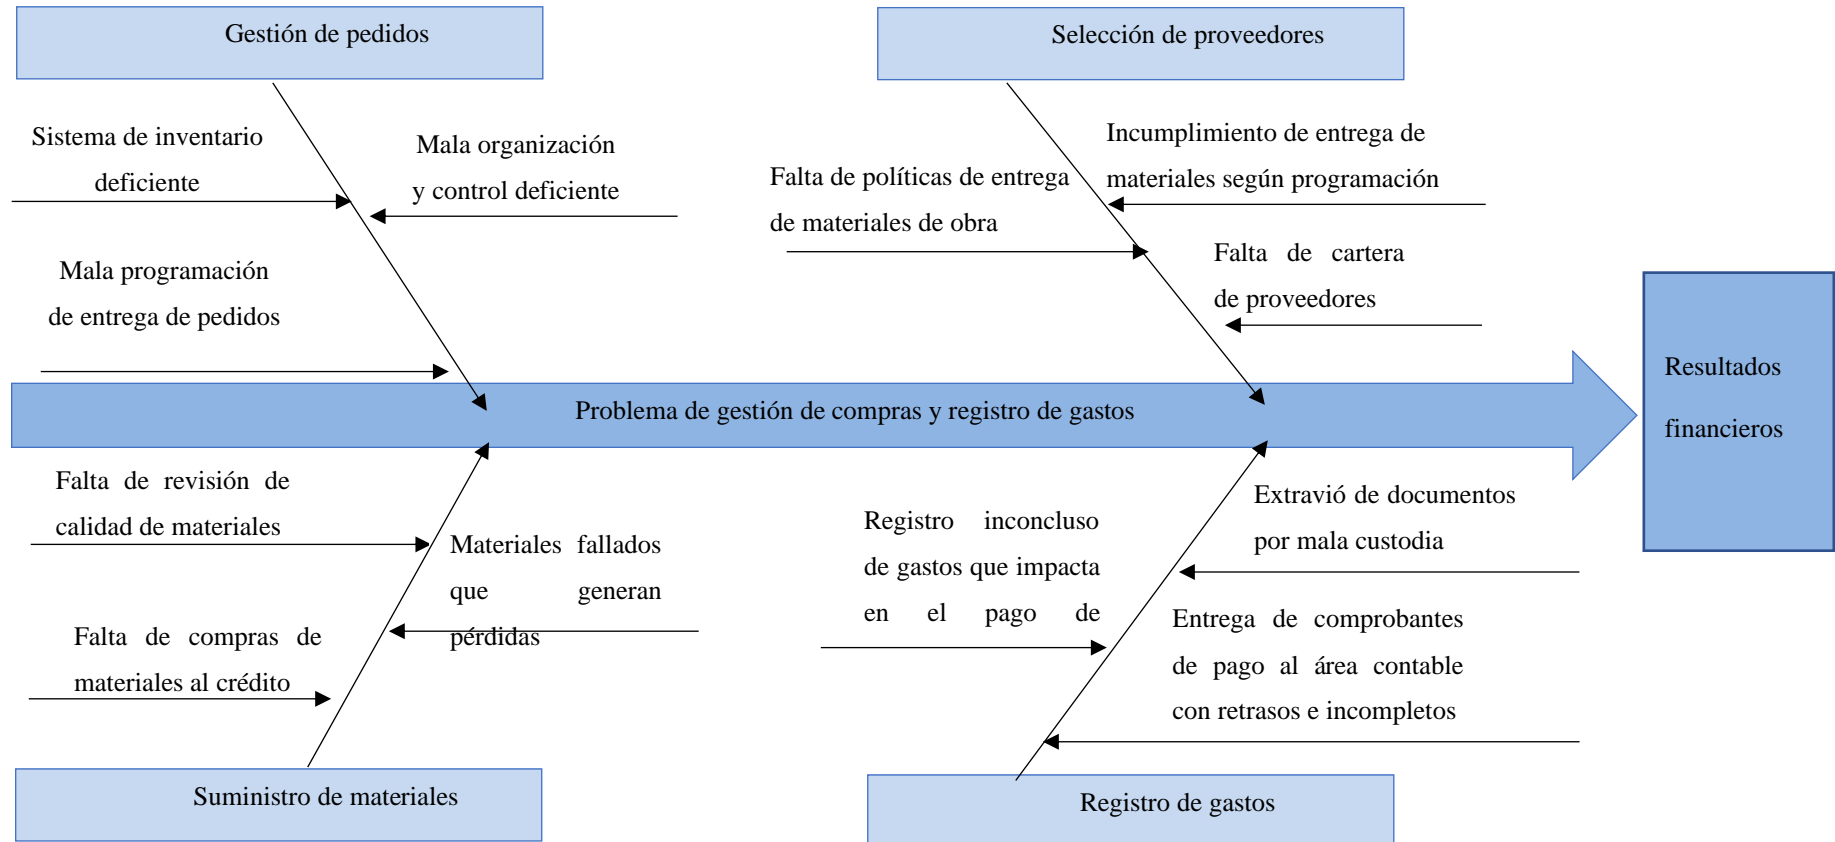 Gestión de pedidos
Selección de proveedores
Sistema de inventario
deficiente
Mala organización
y control deficiente
Mala programación
de entrega de pedidos
Falta de políticas de entrega
de materiales de obra
Incumplimiento de entrega de
materiales según programación
Falta de cartera
de proveedores
Problema de gestión de compras y registro de gastos
Resultados
financieros
Falta de revisión de
calidad de materiales
Materiales fallados
que generan
pérdidas
Falta de compras de
materiales al crédito
Registro inconcluso
de gastos que impacta
en el pago de
Extravió de documentos
por mala custodia
Entrega de comprobantes
de pago al área contable
con retrasos e incompletos
Suministro de materiales
Registro de gastos